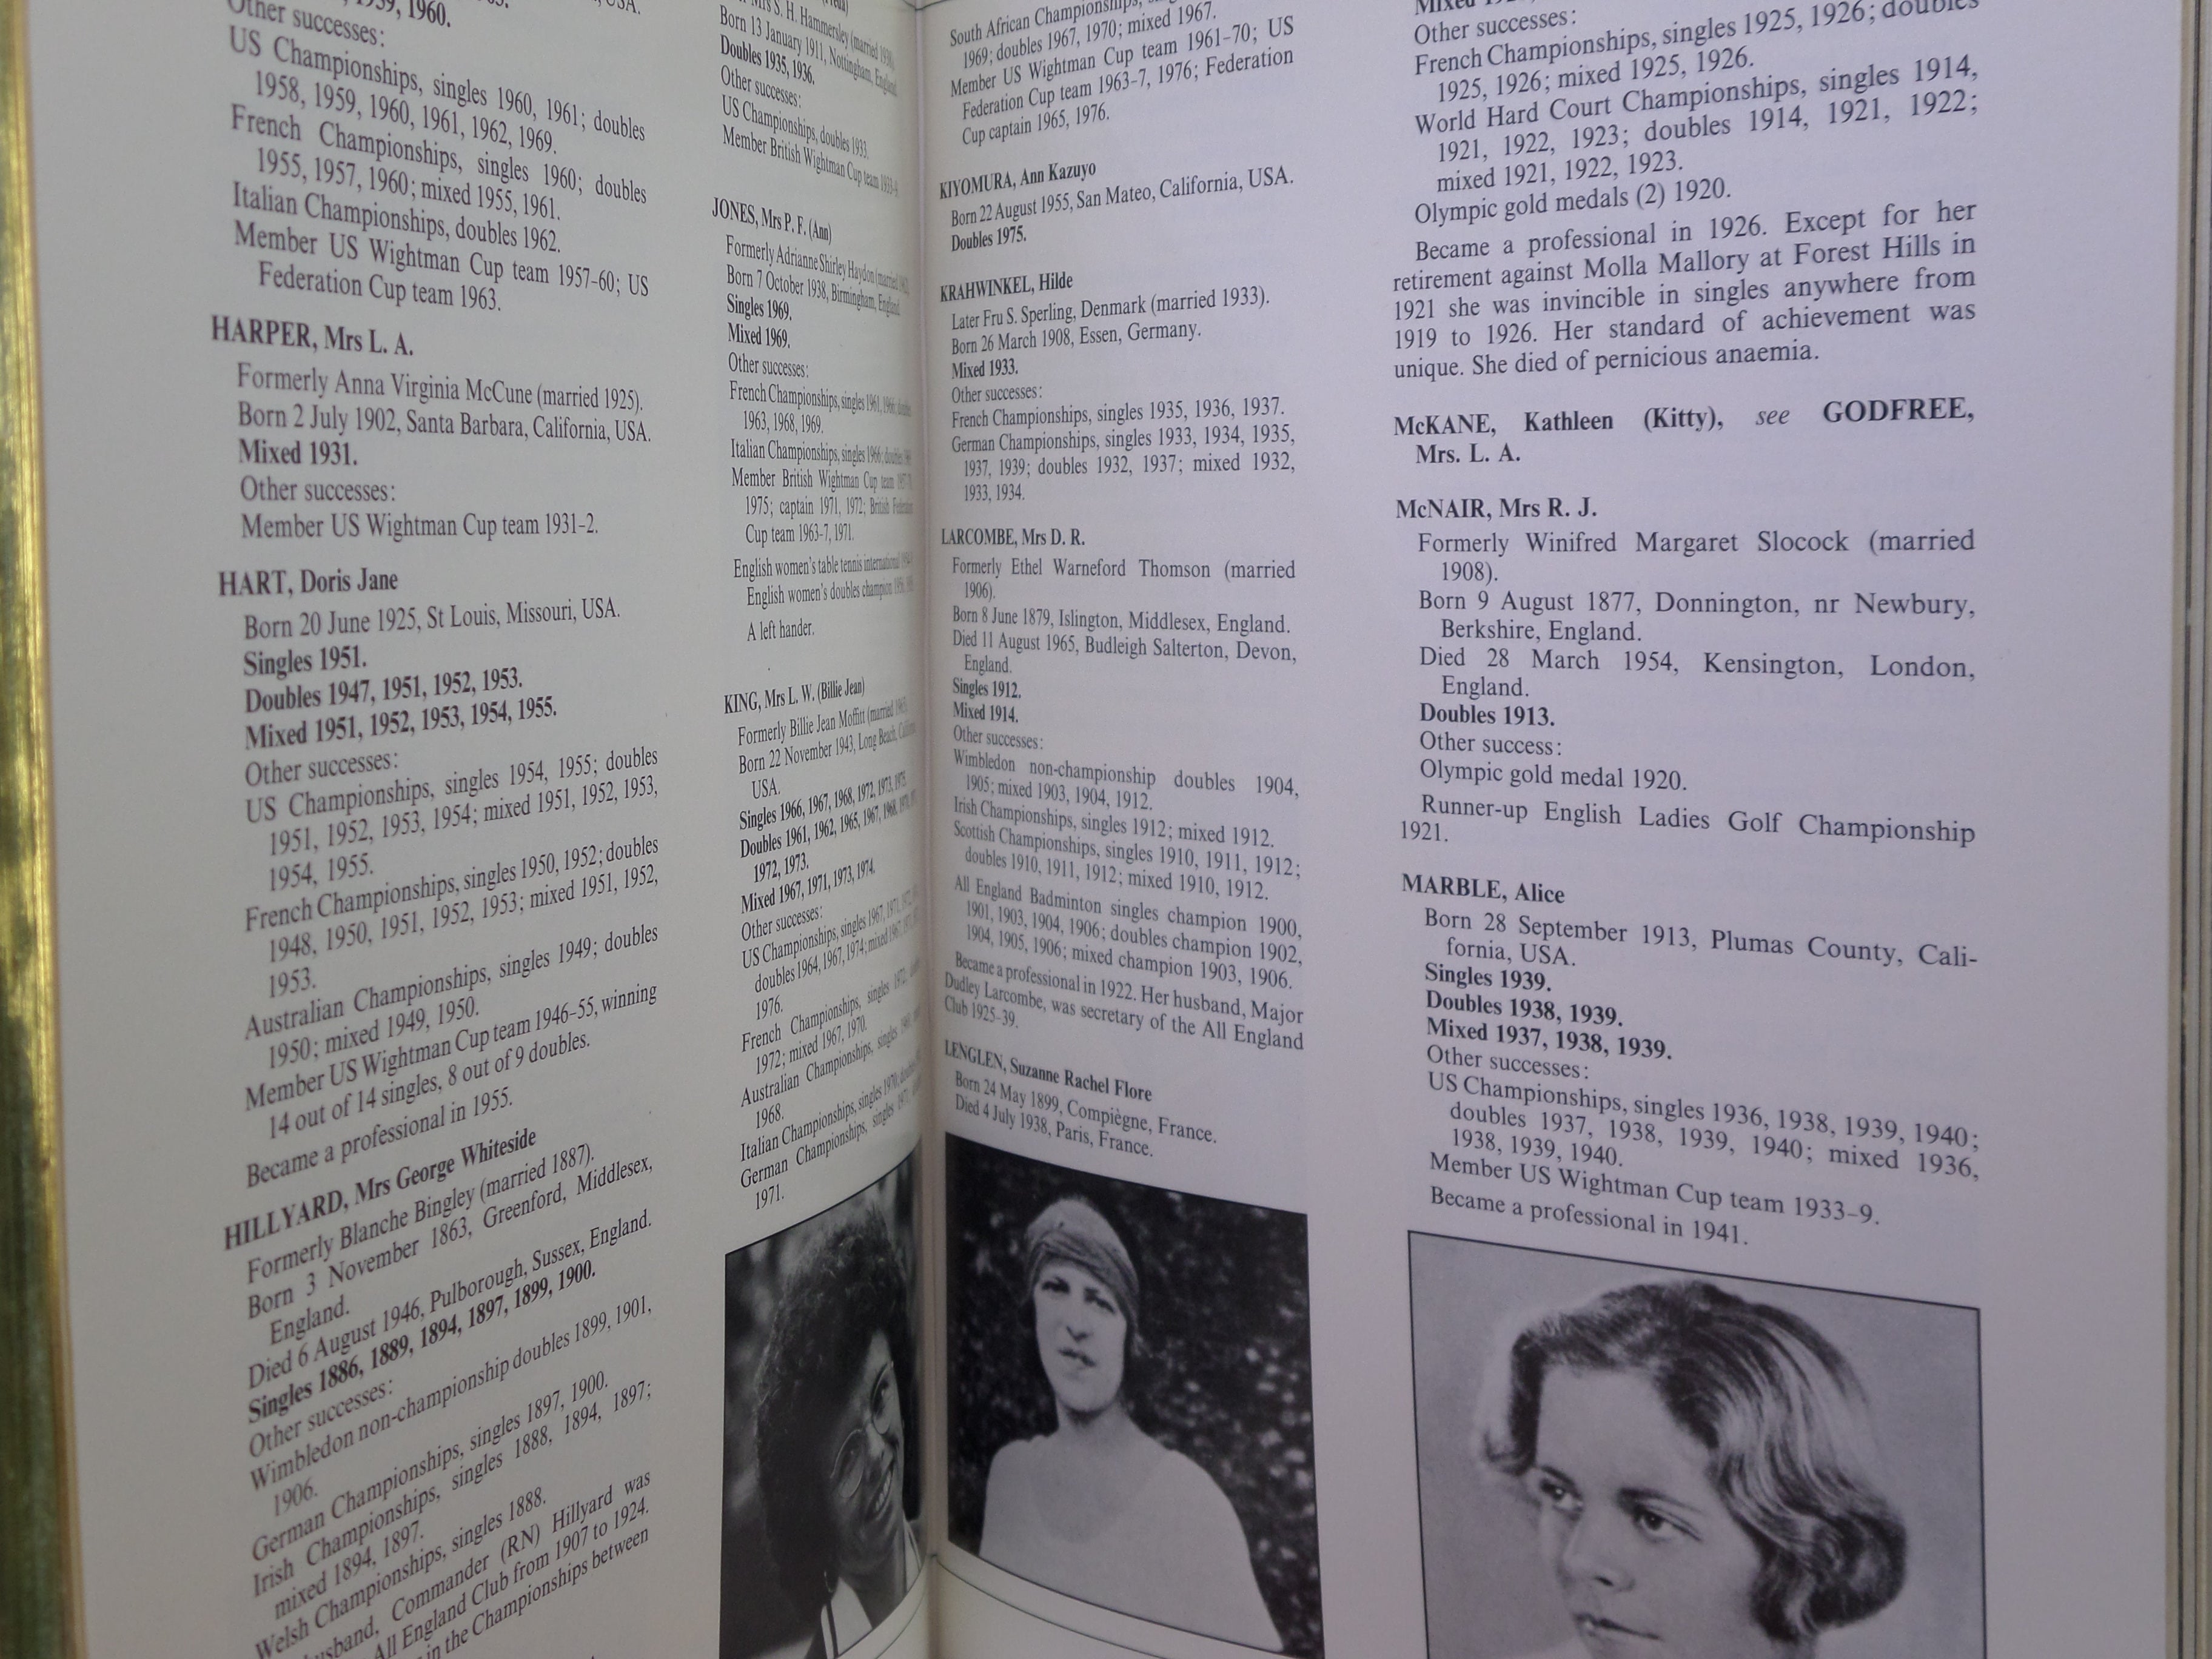 1959, 1960.
Other successes:
US Championships, singles 1960, 1961; doubles
1958, 1959, 1960, 1961, 1962, 1969.
French Championships, singles 1960; doubles
1955, 1957, 1960; mixed 1955, 1961.
Italian Championships, doubles 1962.
Member US Wightman Cup team 1957-60; US
Federation Cup team 1963.
HARPER, Mrs L. A.
Formerly Anna Virginia McCune (married 1925).
Born 2 July 1902, Santa Barbara, California, USA.
Mixed 1931.
Other successes:
Member US Wightman Cup team 1931-2.
HART, Doris Jane
Born 20 June 1925, St Louis, Missouri, USA.
Singles 1951.
Doubles 1947, 1951, 1952, 1953.
Mixed 1951, 1952, 1953, 1954, 1955.
Other successes:
US Championships, singles 1954, 1955; doubles
1951, 1952, 1953, 1954; mixed 1951, 1952, 1953,
1954, 1955.
French Championships, singles 1950, 1952; doubles
1948, 1950, 1951, 1952, 1953; mixed 1951, 1952,
1953.
Australian Championships, singles 1949; doubles
1950; mixed 1949, 1950.
Member US Wightman Cup team 1946-55, winning
14 out of 14 singles, 8 out of 9 doubles.
Became a professional in 1955.
HILLYARD, Mrs George Whiteside
Formerly Blanche Bingley (married 1887).
Born 3 November 1863, Greenford, Middlesex,
England.
Died 6 August 1946, Pulborough, Sussex, England.
Singles 1886, 1889, 1894, 1897, 1899, 1900.
Other successes:
Wimbledon non-championship doubles 1899, 1901,
1906.
German Championships, singles 1897, 1900.
Irish Championships, singles 1888, 1894, 1897;
mixed 1894, 1897.
Welsh Championships, singles 1888.
husband, Commander (RN) Hillyard was
All England Club from 1907 to 1924.
in the Championships between
Mrs S. H. Hammersley (married
Born 13 January 1911, Nottingham, England.
Doubles 1935, 1936.
Other successes:
US Championships, doubles 1933.
Member British Wightman Cup team
JONES, Mrs P. F. (Ann)
Formerly Adrianne Shirley Haydon (married
Born 7 October 1938, Birmingham, England.
Singles 1969.
Mixed 1969.
Other successes:
French Championships, singles 1961, 1966;
1963, 1968, 1969.
Italian Championships, singles 1966;
Member British Wightman Cup team
1975; captain 1971, 1972; British
Cup team 1963-7, 1971.
English women's table tennis international
English women's doubles champion
A left hander.
KING, Mrs L. W. (Billie Jean)
Formerly Billie Jean Moffitt (married
Born 22 November 1943, Long Beach,
USA.
Singles 1966, 1967, 1968, 1972, 1973, 1975.
Doubles 1961, 1962, 1965, 1967, 1968,
1972, 1973.
Mixed 1967, 1971, 1973, 1974.
Other successes:
US Championships, singles 1967, 1971,
doubles 1964, 1967, 1974; mixed
1976.
French Championships, singles 1972;
1972; mixed 1967, 1970.
Australian Championships, singles
1968.
Italian Championships, singles 1970;
German Championships, singles 1971;
1971.
South African Championships,
1969; doubles 1967, 1970; mixed 1967.
Member US Wightman Cup team 1961-70; US
Federation Cup team 1963-7, 1976; Federation
Cup captain 1965, 1976.
KIYOMURA, Ann Kazuyo
Born 22 August 1955, San Mateo, California, USA.
Doubles 1975.
KRAHWINKEL, Hilde
Later Fru S. Sperling, Denmark (married 1933).
Born 26 March 1908, Essen, Germany.
Mixed 1933.
Other successes:
French Championships, singles 1935, 1936, 1937.
German Championships, singles 1933, 1934, 1935,
1937, 1939; doubles 1932, 1937; mixed 1932,
1933, 1934.
LARCOMBE, Mrs D. R.
Formerly Ethel Warneford Thomson (married
1906).
Born 8 June 1879, Islington, Middlesex, England.
Died 11 August 1965, Budleigh Salterton, Devon,
England.
Singles 1912.
Mixed 1914.
Other successes:
Wimbledon non-championship doubles 1904,
1905; mixed 1903, 1904, 1912.
Irish Championships, singles 1912; mixed 1912.
Scottish Championships, singles 1910, 1911, 1912;
doubles 1910, 1911, 1912; mixed 1910, 1912.
All England Badminton singles champion 1900,
1901, 1903, 1904, 1906; doubles champion 1902,
1904, 1905, 1906; mixed champion 1903, 1906.
Became a professional in 1922. Her husband, Major
Dudley Larcombe, was secretary of the All England
Club 1925-39.
LENGLEN, Suzanne Rachel Flore
Born 24 May 1899, Compiègne, France.
Died 4 July 1938, Paris, France.
Mixed
Other successes:
French Championships, singles 1925, 1926; doubles
1925, 1926; mixed 1925, 1926.
World Hard Court Championships, singles 1914,
1921, 1922, 1923; doubles 1914, 1921, 1922;
mixed 1921, 1922, 1923.
Olympic gold medals (2) 1920.
Became a professional in 1926. Except for her
retirement against Molla Mallory at Forest Hills in
1921 she was invincible in singles anywhere from
1919 to 1926. Her standard of achievement was
unique. She died of pernicious anaemia.
McKANE, Kathleen (Kitty), see GODFREE,
Mrs. L. A.
McNAIR, Mrs R. J.
Formerly Winifred Margaret Slocock (married
1908).
Born 9 August 1877, Donnington, nr Newbury,
Berkshire, England.
Died 28 March 1954, Kensington, London,
England.
Doubles 1913.
Other success:
Olympic gold medal 1920.
Runner-up English Ladies Golf Championship
1921.
MARBLE, Alice
Born 28 September 1913, Plumas County, Cali-
fornia, USA.
Singles 1939.
Doubles 1938, 1939.
Mixed 1937, 1938, 1939.
Other successes:
US Championships, singles 1936, 1938, 1939, 1940;
doubles 1937, 1938, 1939, 1940; mixed 1936,
1938, 1939, 1940.
Member US Wightman Cup team 1933-9.
Became a professional in 1941.